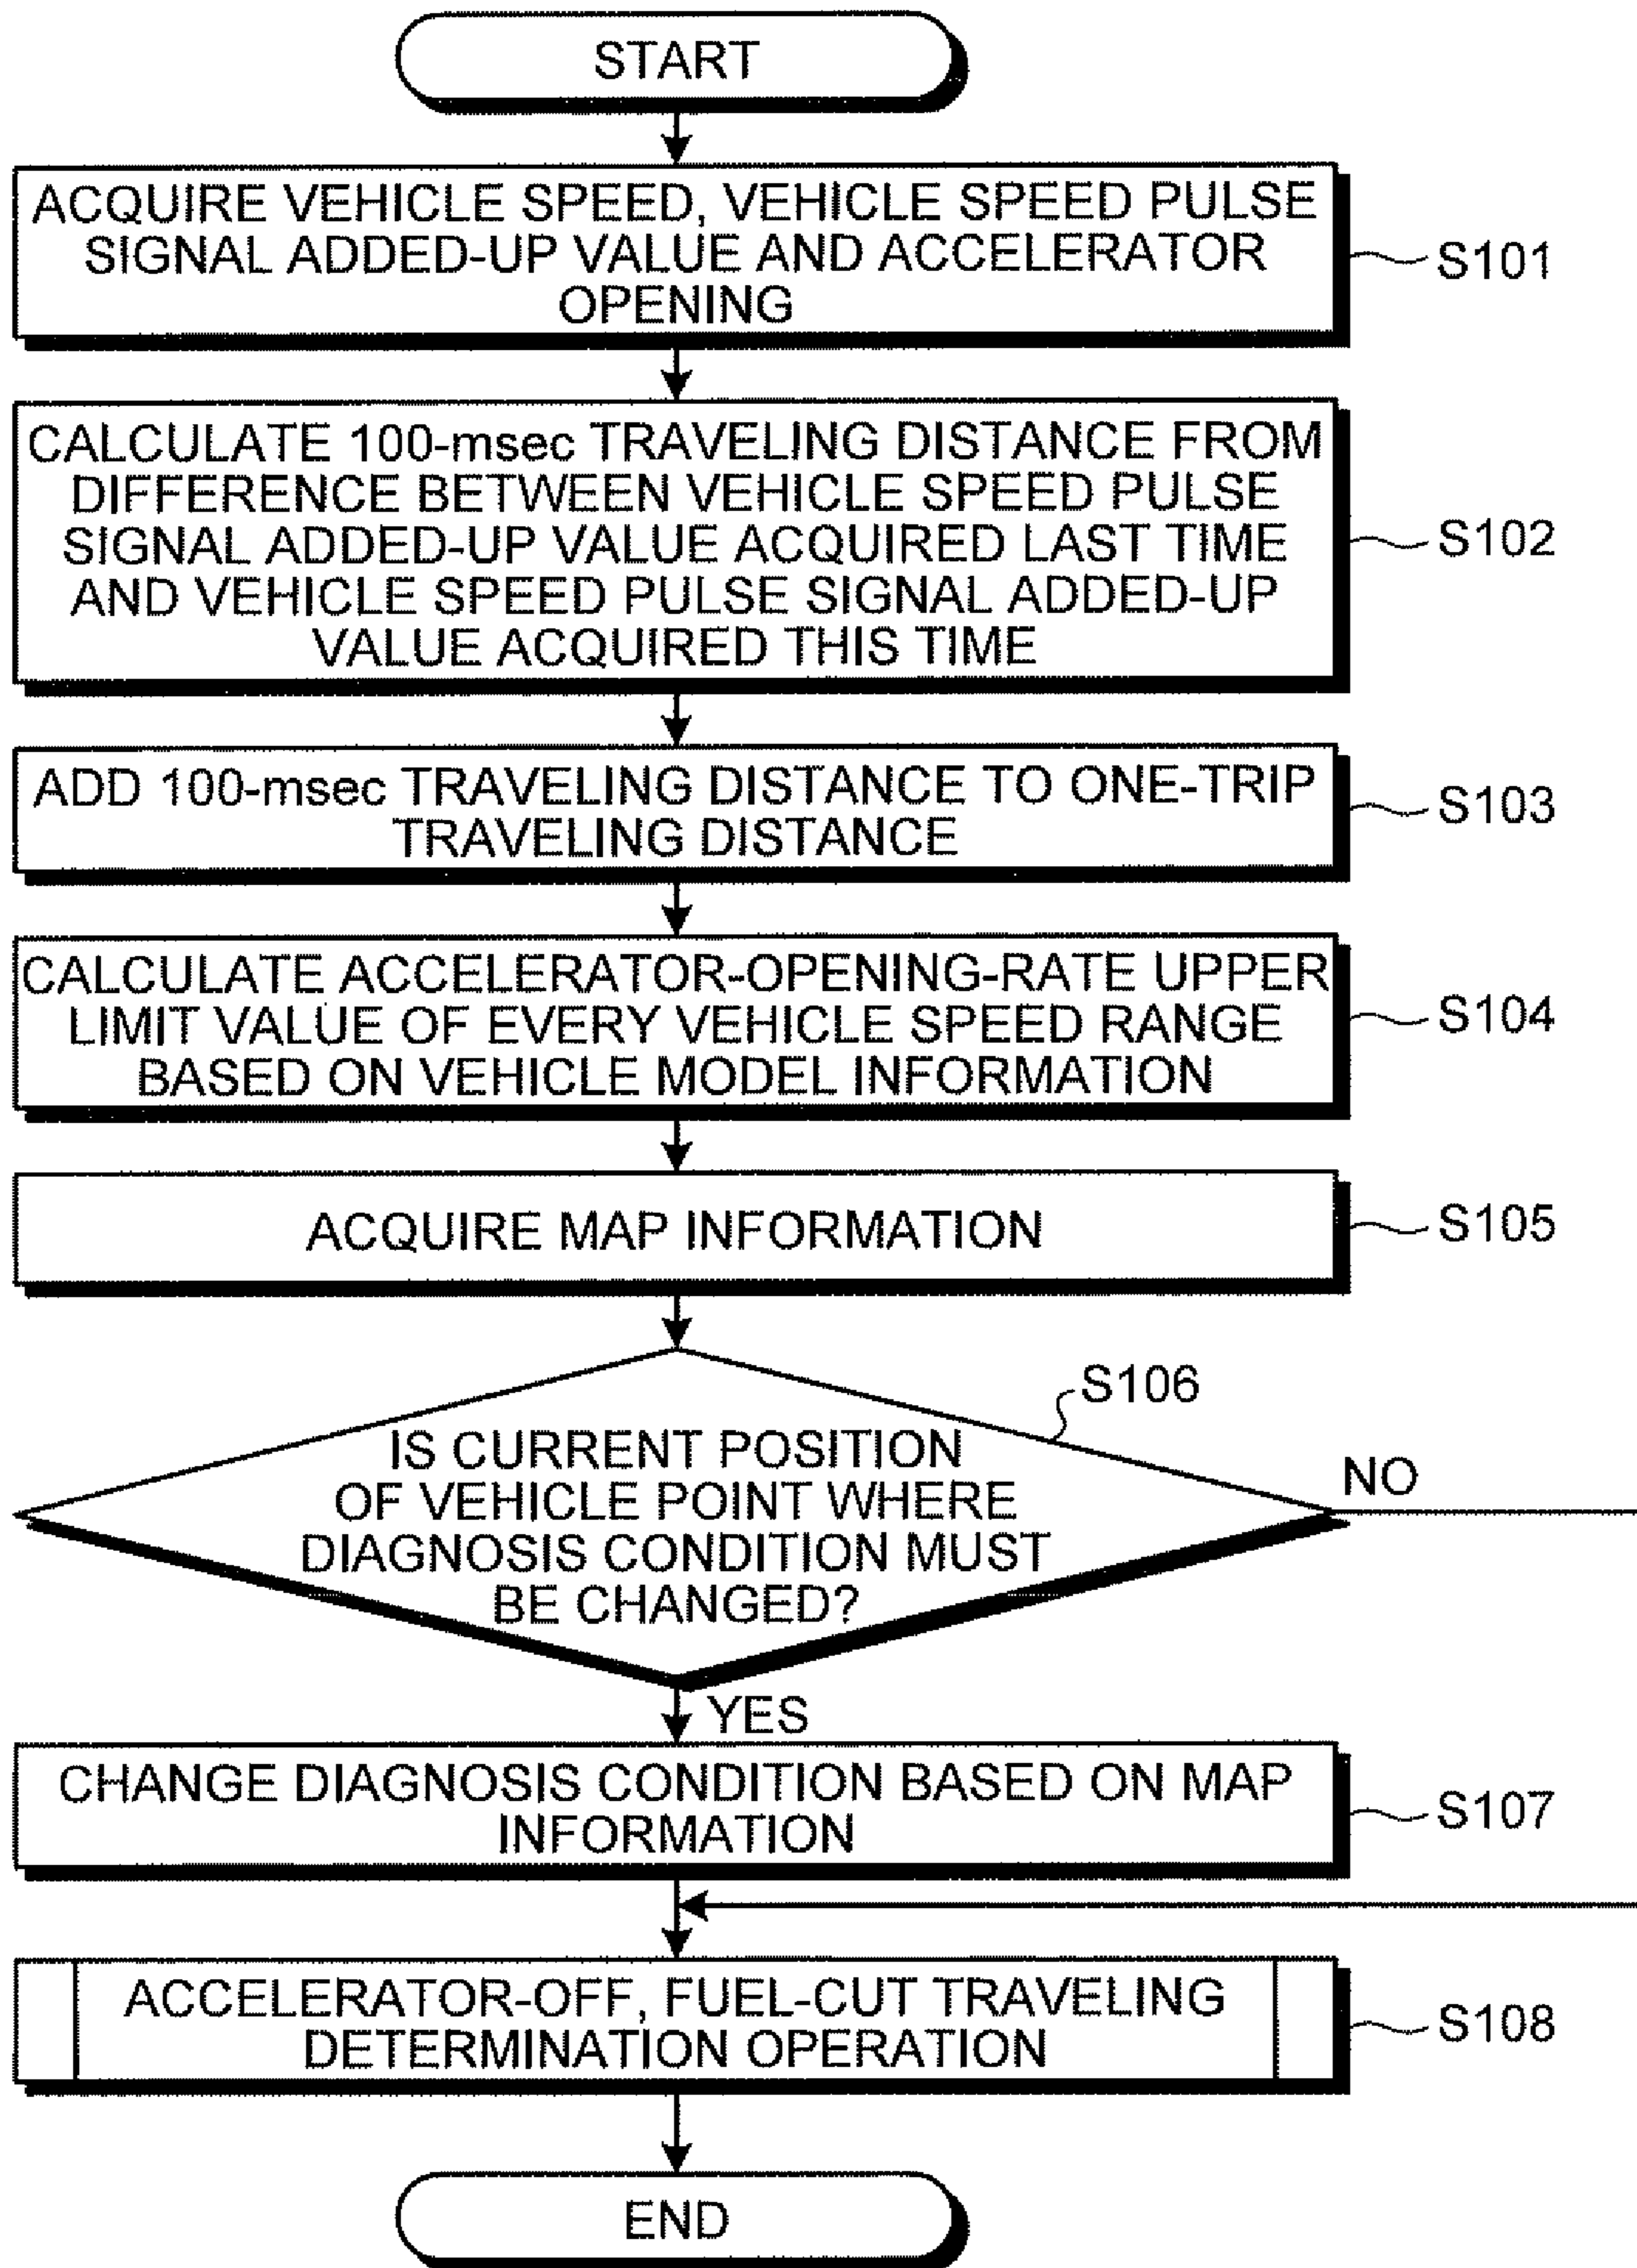 START
ACQUIRE VEHICLE SPEED, VEHICLE SPEED PULSE
SIGNAL ADDED-UP VALUE AND ACCELERATOR
OPENING
S101
CALCULATE 100-msec TRAVELING DISTANCE FROM
DIFFERENCE BETWEEN VEHICLE SPEED PULSE
SIGNAL ADDED-UP VALUE ACQUIRED LAST TIME
AND VEHICLE SPEED PULSE SIGNAL ADDED-UP
VALUE ACQUIRED THIS TIME
S102
ADD 100-msec TRAVELING DISTANCE TO ONE-TRIP
TRAVELING DISTANCE
S103
CALCULATE ACCELERATOR-OPENING-RATE UPPER
LIMIT VALUE OF EVERY VEHICLE SPEED RANGE
BASED ON VEHICLE MODEL INFORMATION
S104
ACQUIRE MAP INFORMATION
S105
S106
IS CURRENT POSITION
OF VEHICLE POINT WHERE
DIAGNOSIS CONDITION MUST
BE CHANGED?
NO
YES
CHANGE DIAGNOSIS CONDITION BASED ON MAP
INFORMATION
S107
ACCELERATOR-OFF, FUEL-CUT TRAVELING
DETERMINATION OPERATION
S108
END